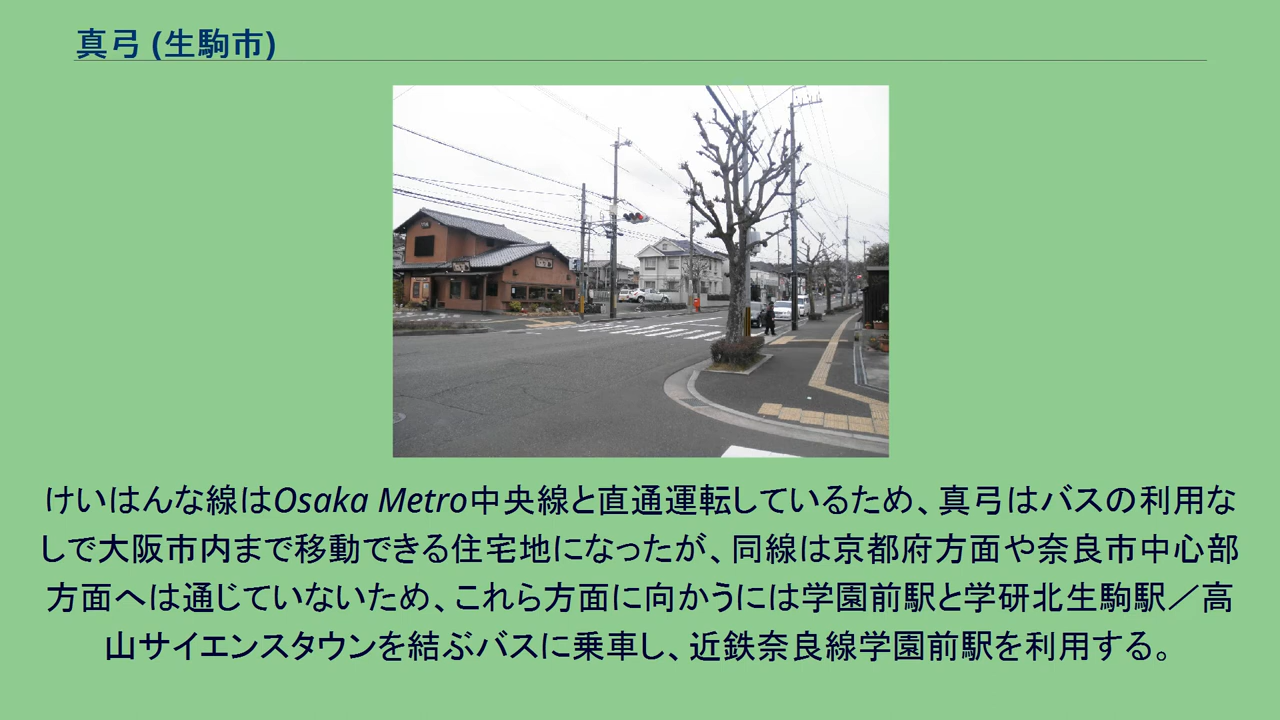 真弓 (生駒市)
けいはんな線はOsaka Metro中央線と直通運転しているため、真弓はバスの利用な
しで大阪市内まで移動できる住宅地になったが、同線は京都府方面や奈良市中心部
方面へは通じていないため、これら方面に向かうには学園前駅と学研北生駒駅／高
山サイエンスタウンを結ぶバスに乗車し、近鉄奈良線学園前駅を利用する。